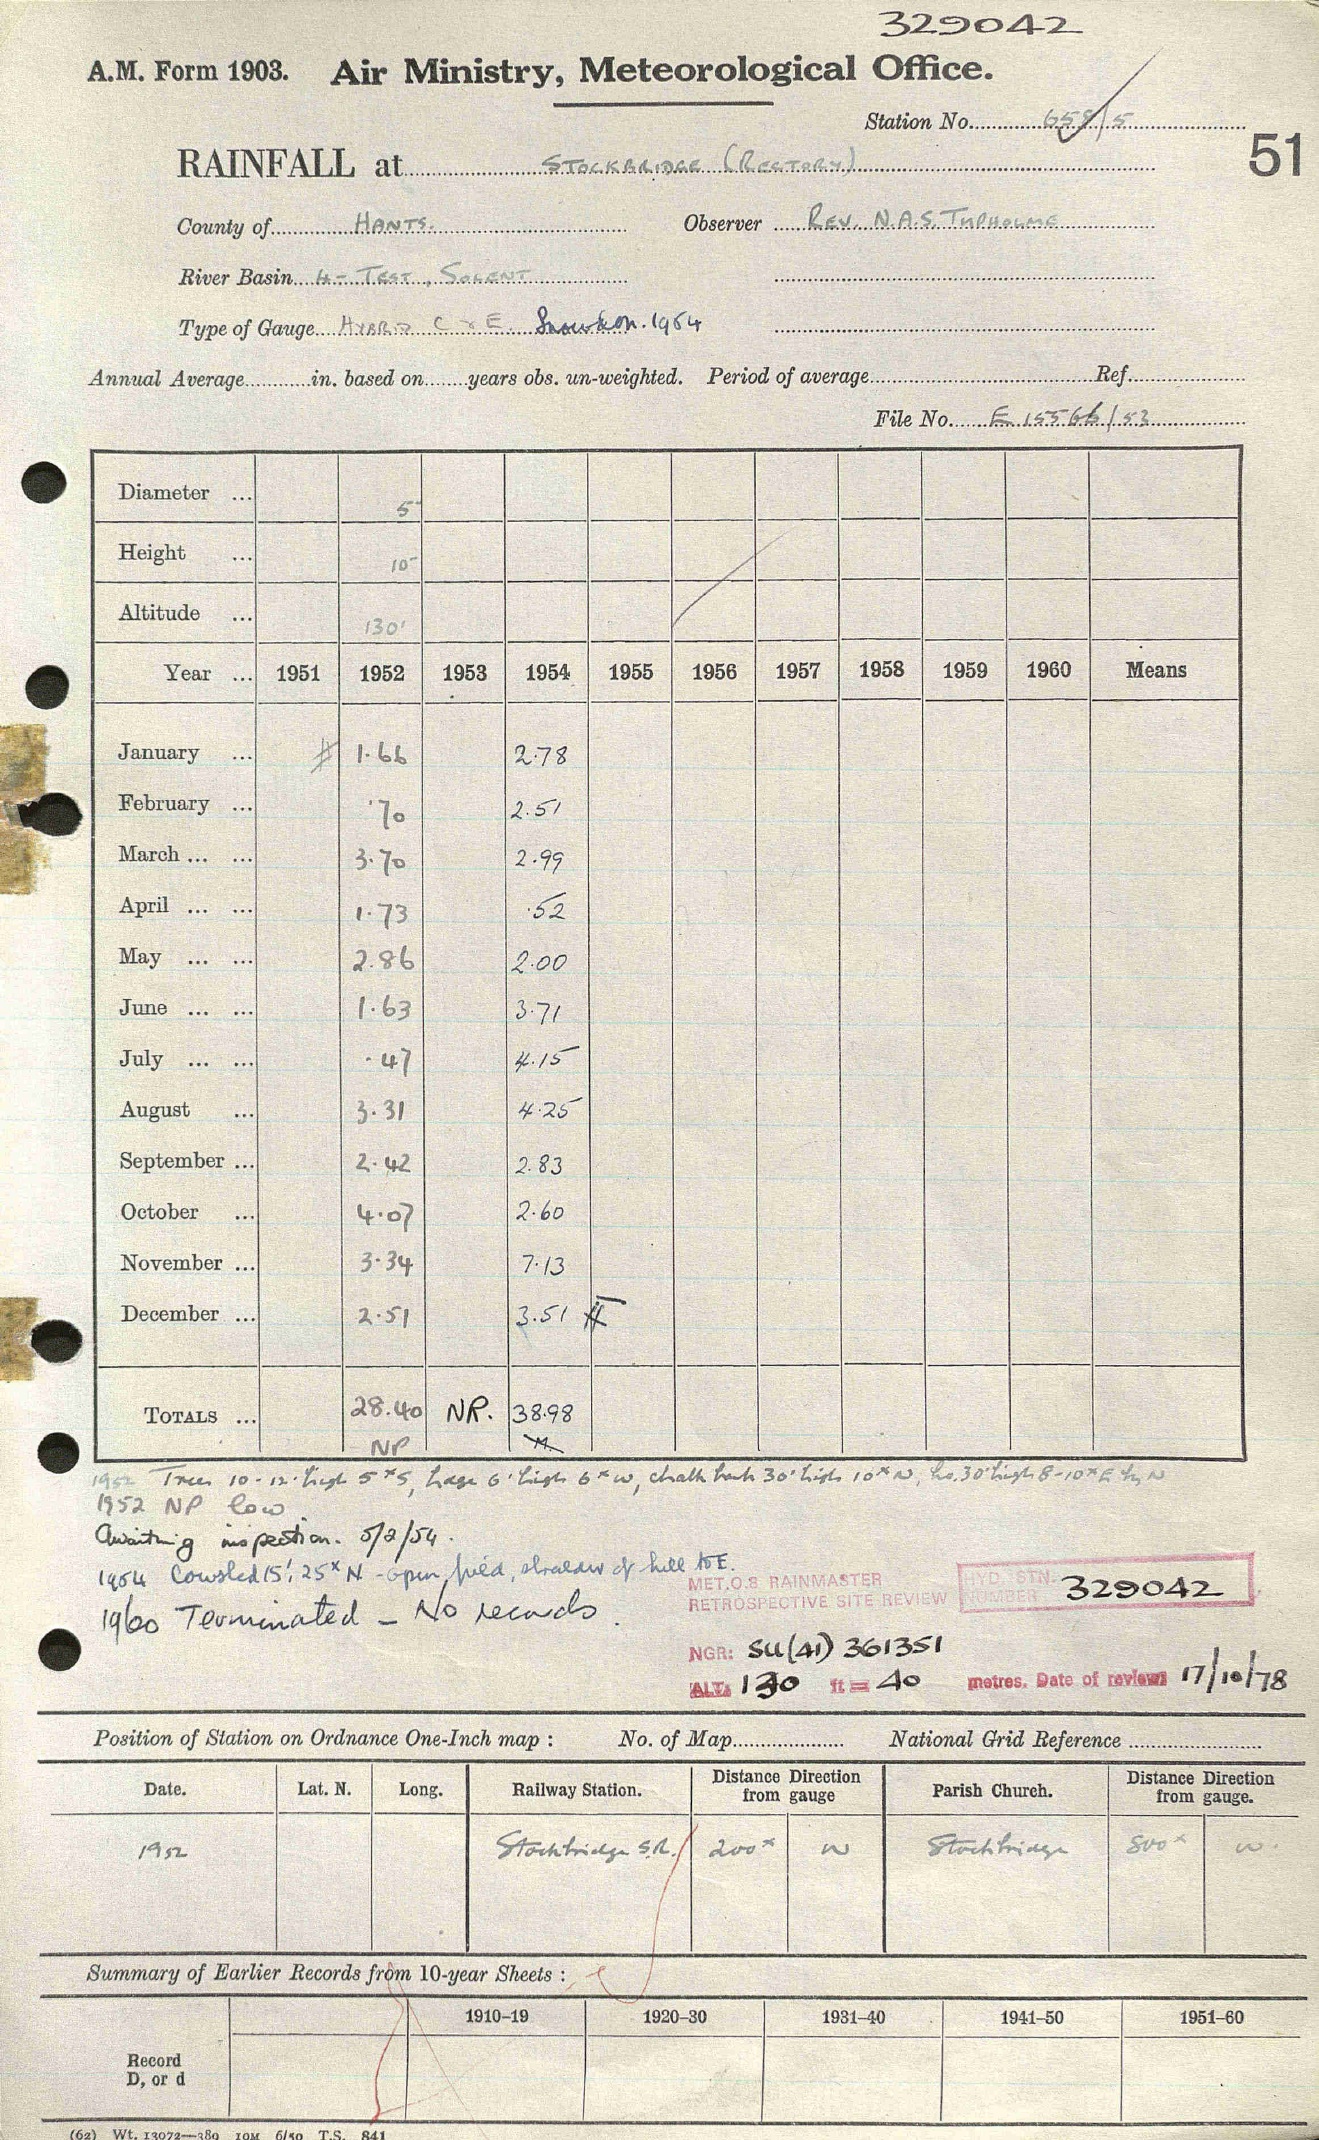 329042
A.M. Form 1903. Air Ministry, Meteorological Office.
Station No. 658/5
51
RAINFALL at STOCKBRIDGE (RECTORY)
County of HANTS. Observer REV. N.A.S. TUPHOLME
River Basin 4 - TEST, SOLENT
Type of Gauge HYBRID C & E. Snowdon. 1954
Annual Average in. based on years obs. un-weighted. Period of average Ref.
File No. E 15566/53
Diameter ... 5
Height ... 10
Altitude ... 130'
Year ... 1951 1952 1953 1954 1955 1956 1957 1958 1959 1960 Means
January ... 1.66 2.78
February ... .70 2.51
March ... ... 3.70 2.99
April ... ... 1.73 .52
May ... ... 2.86 2.00
June ... ... 1.63 3.71
July ... ... .47 4.15
August ... 3.31 4.25
September ... 2.42 2.83
October ... 4.07 2.60
November ... 3.34 7.13
December ... 2.51 3.51
TOTALS ... 28.40 NR. 38.98
NP
1952 Trees 10-12' high 5x S, hedge 6' high 6x W, chalk bank 30' high 10x N, ho. 30' high 8-10x E by N
1952 NP low
Awaiting inspection. 5/2/54.
1954 Cowshed 15', 25x N - open field, shoulder of hill to E.
1960 Terminated - No records.
MET.O.8 RAINMASTER
RETROSPECTIVE SITE REVIEW
HYD. STN. NUMBER 329042
NGR: SU(41) 361351
ALT: 130 ft = 40 metres. Date of review: 17/10/78
Position of Station on Ordnance One-Inch map : No. of Map National Grid Reference
Date. Lat. N. Long. Railway Station. Distance Direction from gauge Parish Church. Distance Direction from gauge.
1952 Stockbridge S.R. 200x W Stockbridge 800x W.
Summary of Earlier Records from 10-year Sheets :
1910–19 1920–30 1931–40 1941–50 1951–60
Record
D, or d
(62) Wt. 13072—389 10M 6/50 T.S. 841